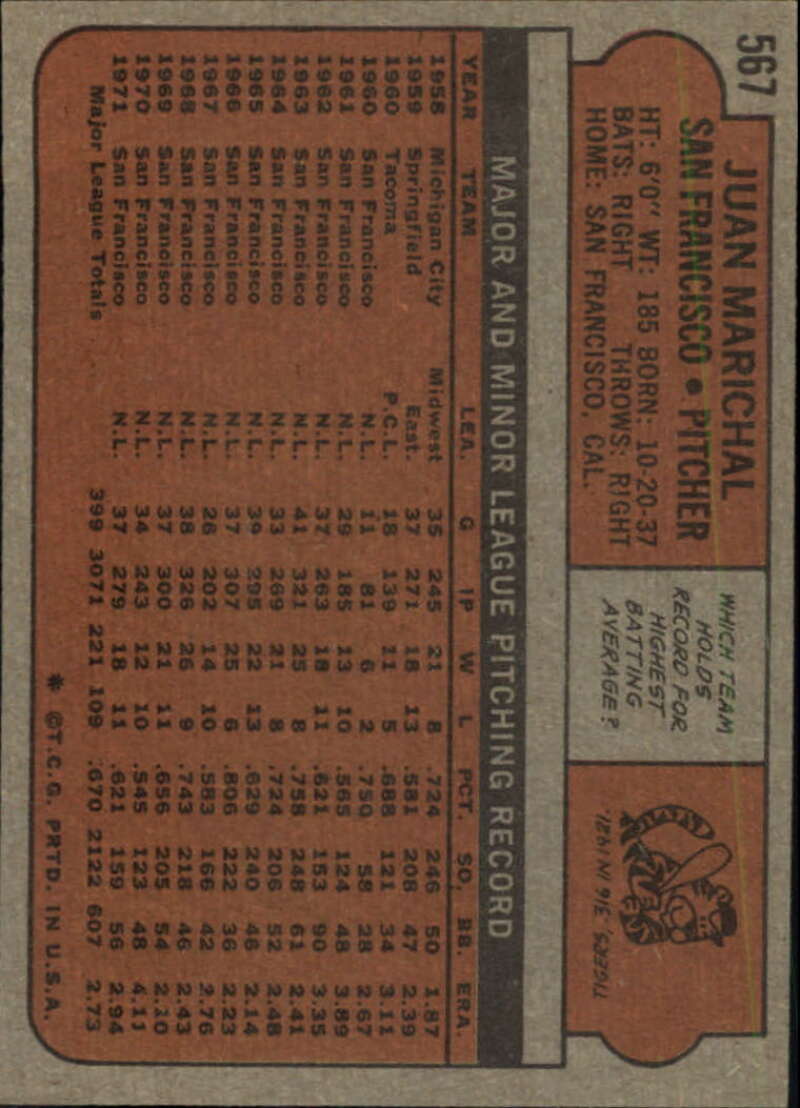 567
JUAN MARICHAL
SAN FRANCISCO • PITCHER
HT: 6'0" WT: 185 BORN: 10-20-37
BATS: RIGHT THROWS: RIGHT
HOME: SAN FRANCISCO, CAL.
WHICH TEAM
HOLDS
RECORD FOR
HIGHEST
BATTING
AVERAGE?
TIGERS, .316 IN 1921.
MAJOR AND MINOR LEAGUE PITCHING RECORD
YEAR TEAM LEA. G IP W L PCT. SO. BB. ERA.
1958 Michigan City Midwest 35 245 21 8 .724 246 50 1.87
1959 Springfield East. 37 271 18 13 .581 208 47 2.39
1960 Tacoma P.C.L. 18 139 11 5 .688 121 34 3.11
1960 San Francisco N.L. 11 81 6 2 .750 58 28 2.67
1961 San Francisco N.L. 29 185 13 10 .565 124 48 3.89
1962 San Francisco N.L. 37 263 18 11 .621 153 90 3.35
1963 San Francisco N.L. 41 321 25 8 .758 248 61 2.41
1964 San Francisco N.L. 33 269 21 8 .724 206 52 2.48
1965 San Francisco N.L. 39 295 22 13 .629 240 46 2.14
1966 San Francisco N.L. 37 307 25 6 .806 222 36 2.23
1967 San Francisco N.L. 26 202 14 10 .583 166 42 2.76
1968 San Francisco N.L. 38 326 26 9 .743 218 46 2.43
1969 San Francisco N.L. 37 300 21 11 .656 205 54 2.10
1970 San Francisco N.L. 34 243 12 10 .545 123 48 4.11
1971 San Francisco N.L. 37 279 18 11 .621 159 56 2.94
Major League Totals 399 3071 221 109 .670 2122 607 2.73
* ©T.C.G. PRTD. IN U.S.A.